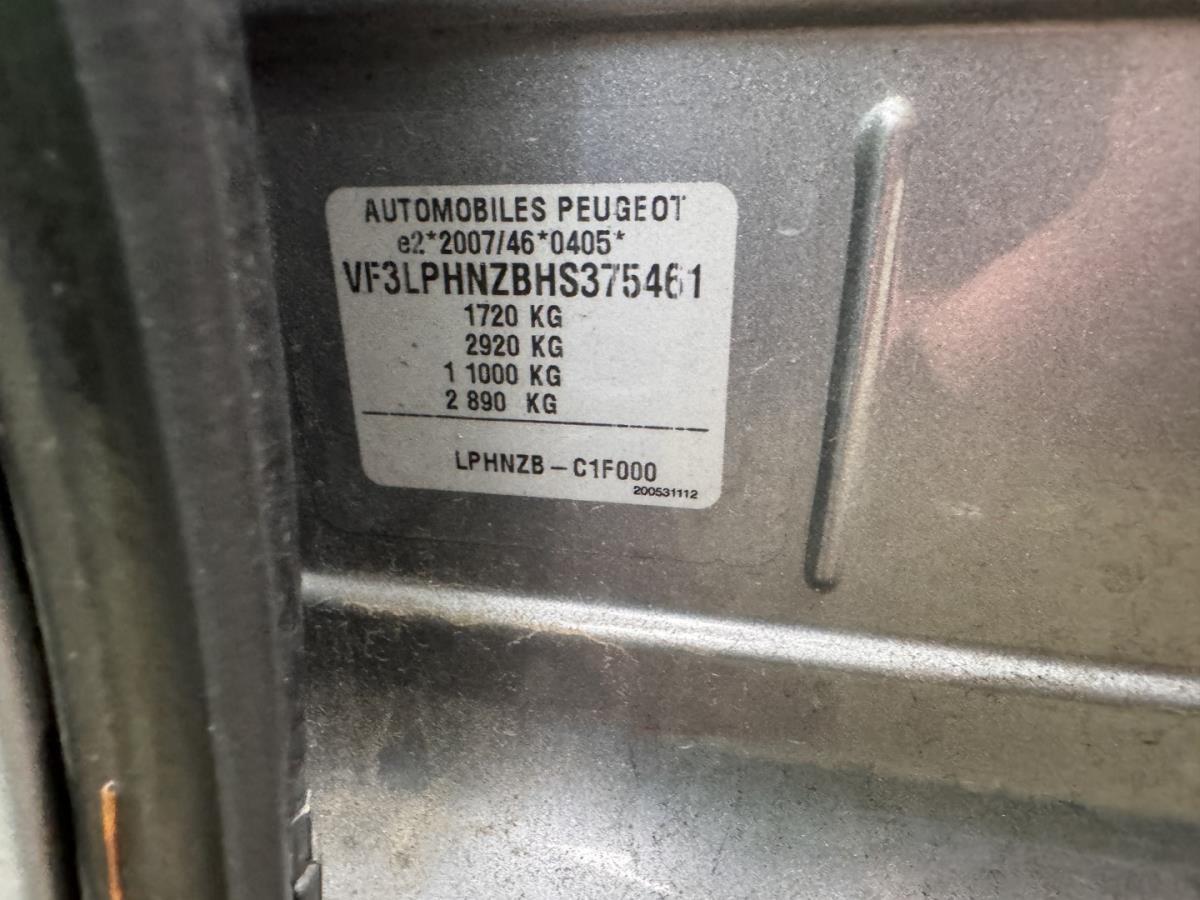 AUTOMOBILES PEUGEOT
e2*2007/46*0405*
VF3LPHNZBHS375461
1720 KG
2920 KG
1 1000 KG
2 890 KG
LPHNZB – C1F000
200531112